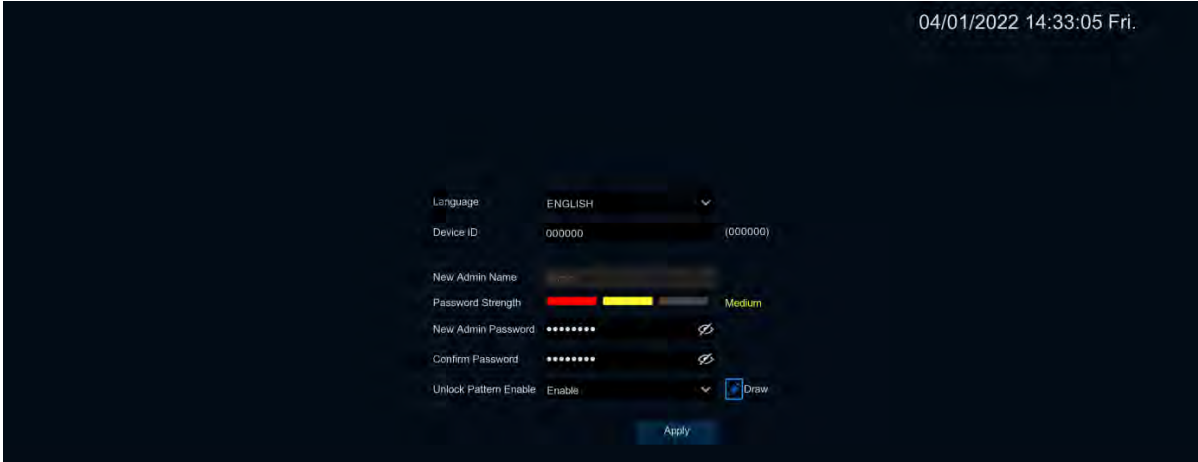 04/01/2022 14:33:05 Fri.
Language ENGLISH
Device ID 000000 (000000)
New Admin Name
Password Strength Medium
New Admin Password ••••••••
Confirm Password ••••••••
Unlock Pattern Enable Enable Draw
Apply